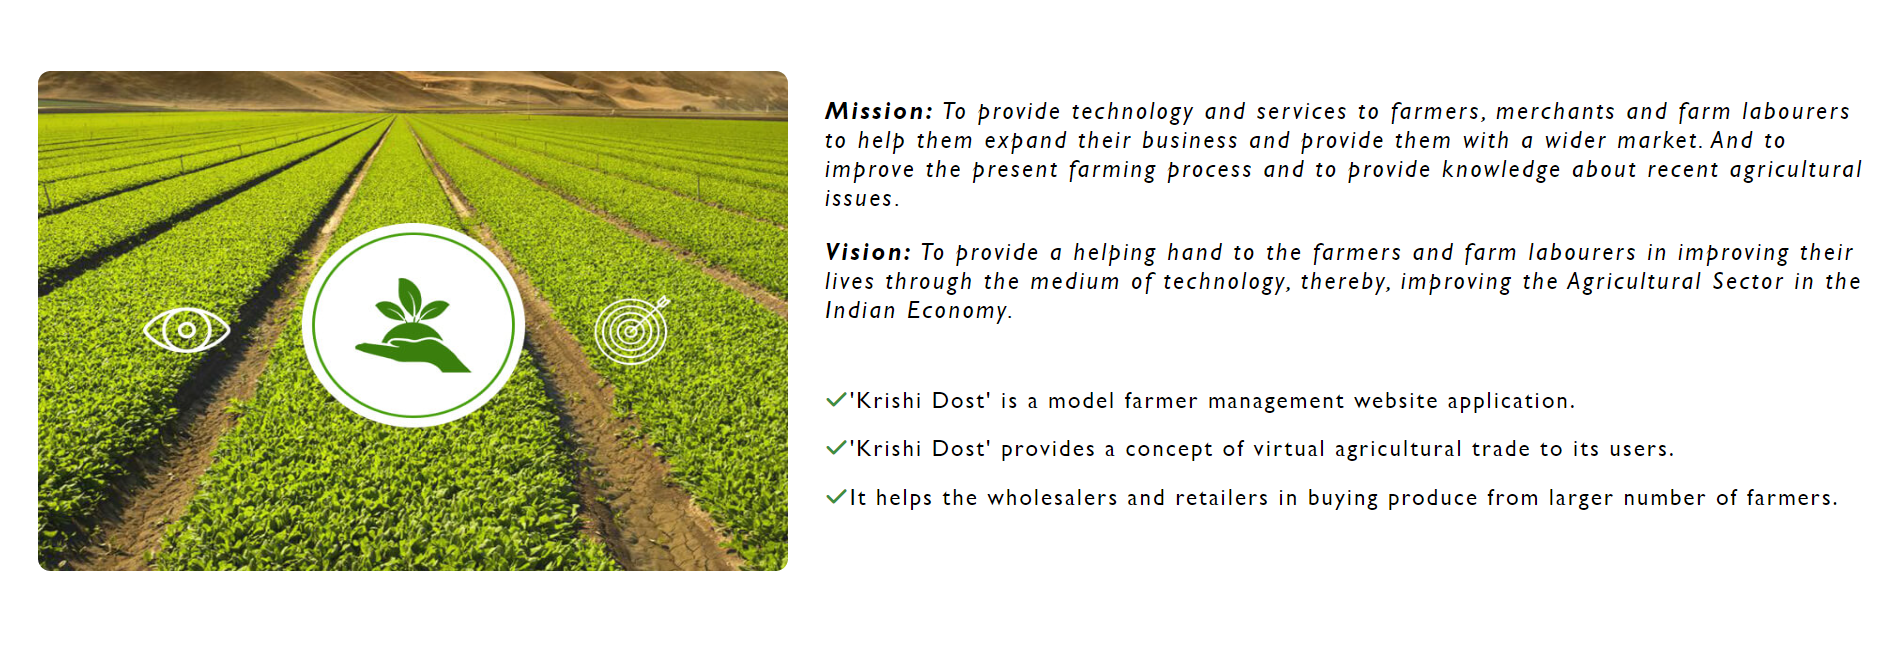 Mission: To provide technology and services to farmers, merchants and farm labourers
to help them expand their business and provide them with a wider market. And to
improve the present farming process and to provide knowledge about recent agricultural
issues.
Vision: To provide a helping hand to the farmers and farm labourers in improving their
lives through the medium of technology, thereby, improving the Agricultural Sector in the
Indian Economy.
'Krishi Dost' is a model farmer management website application.
'Krishi Dost' provides a concept of virtual agricultural trade to its users.
It helps the wholesalers and retailers in buying produce from larger number of farmers.